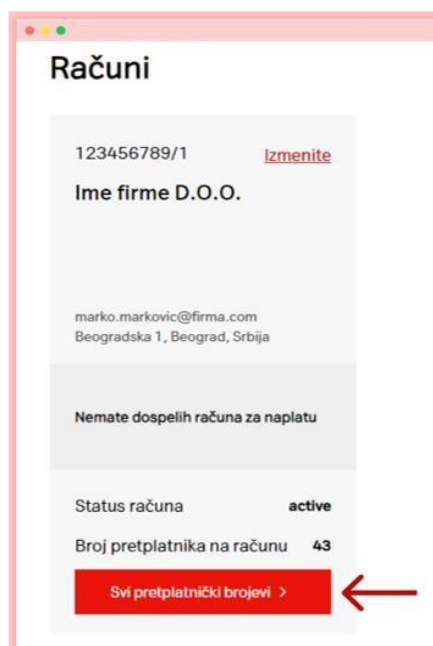 Računi
123456789/1 Izmenite
Ime firme D.O.O.
marko.markovic@firma.com
Beogradska 1, Beograd, Srbija
Nemate dospelih računa za naplatu
Status računa active
Broj pretplatnika na računu 43
Svi pretplatnički brojevi >